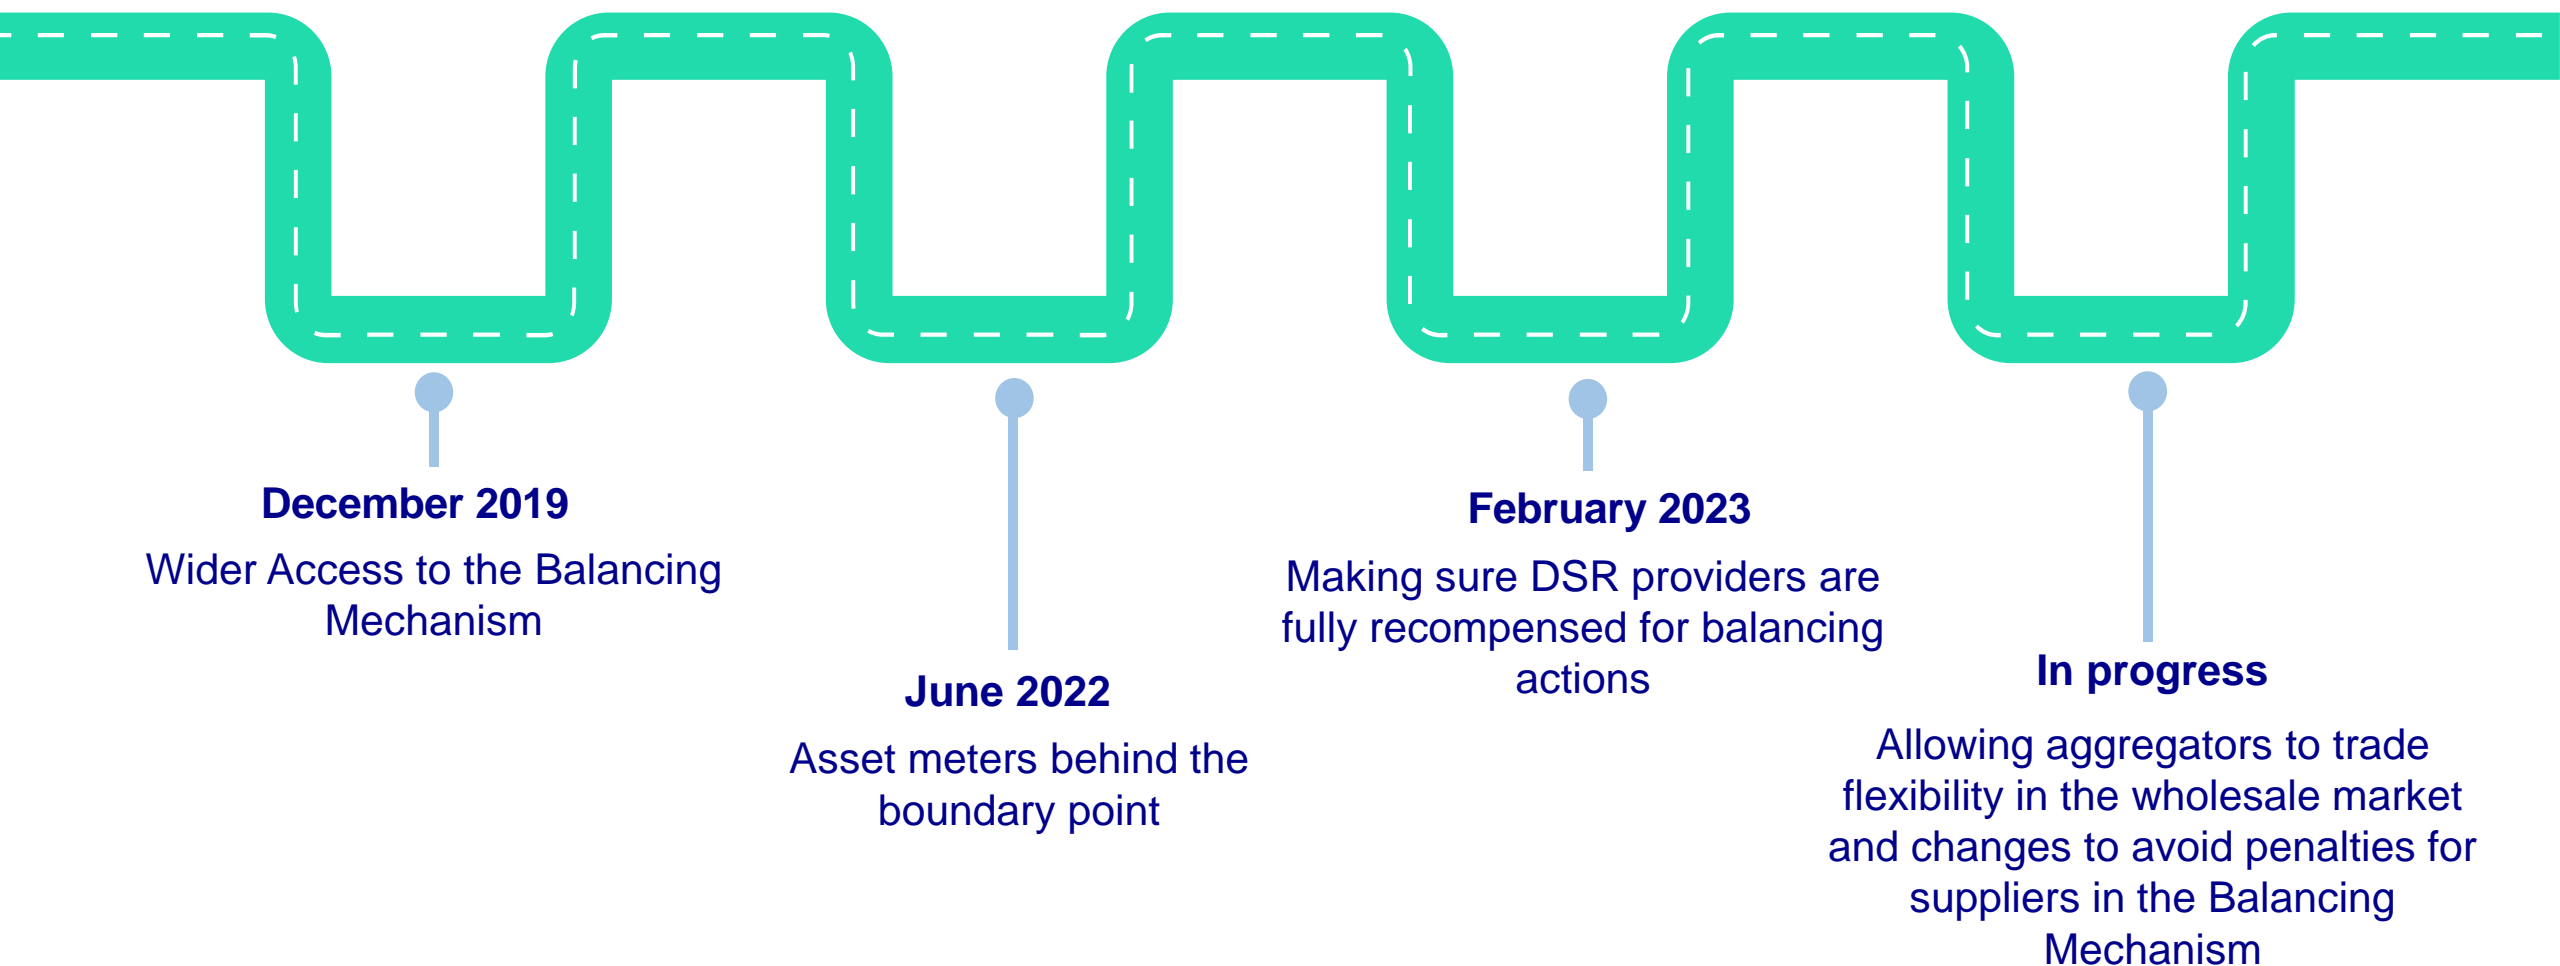 December 2019
Wider Access to the Balancing
Mechanism
June 2022
Asset meters behind the
boundary point
February 2023
Making sure DSR providers are
fully recompensed for balancing
actions
In progress
Allowing aggregators to trade
flexibility in the wholesale market
and changes to avoid penalties for
suppliers in the Balancing
Mechanism